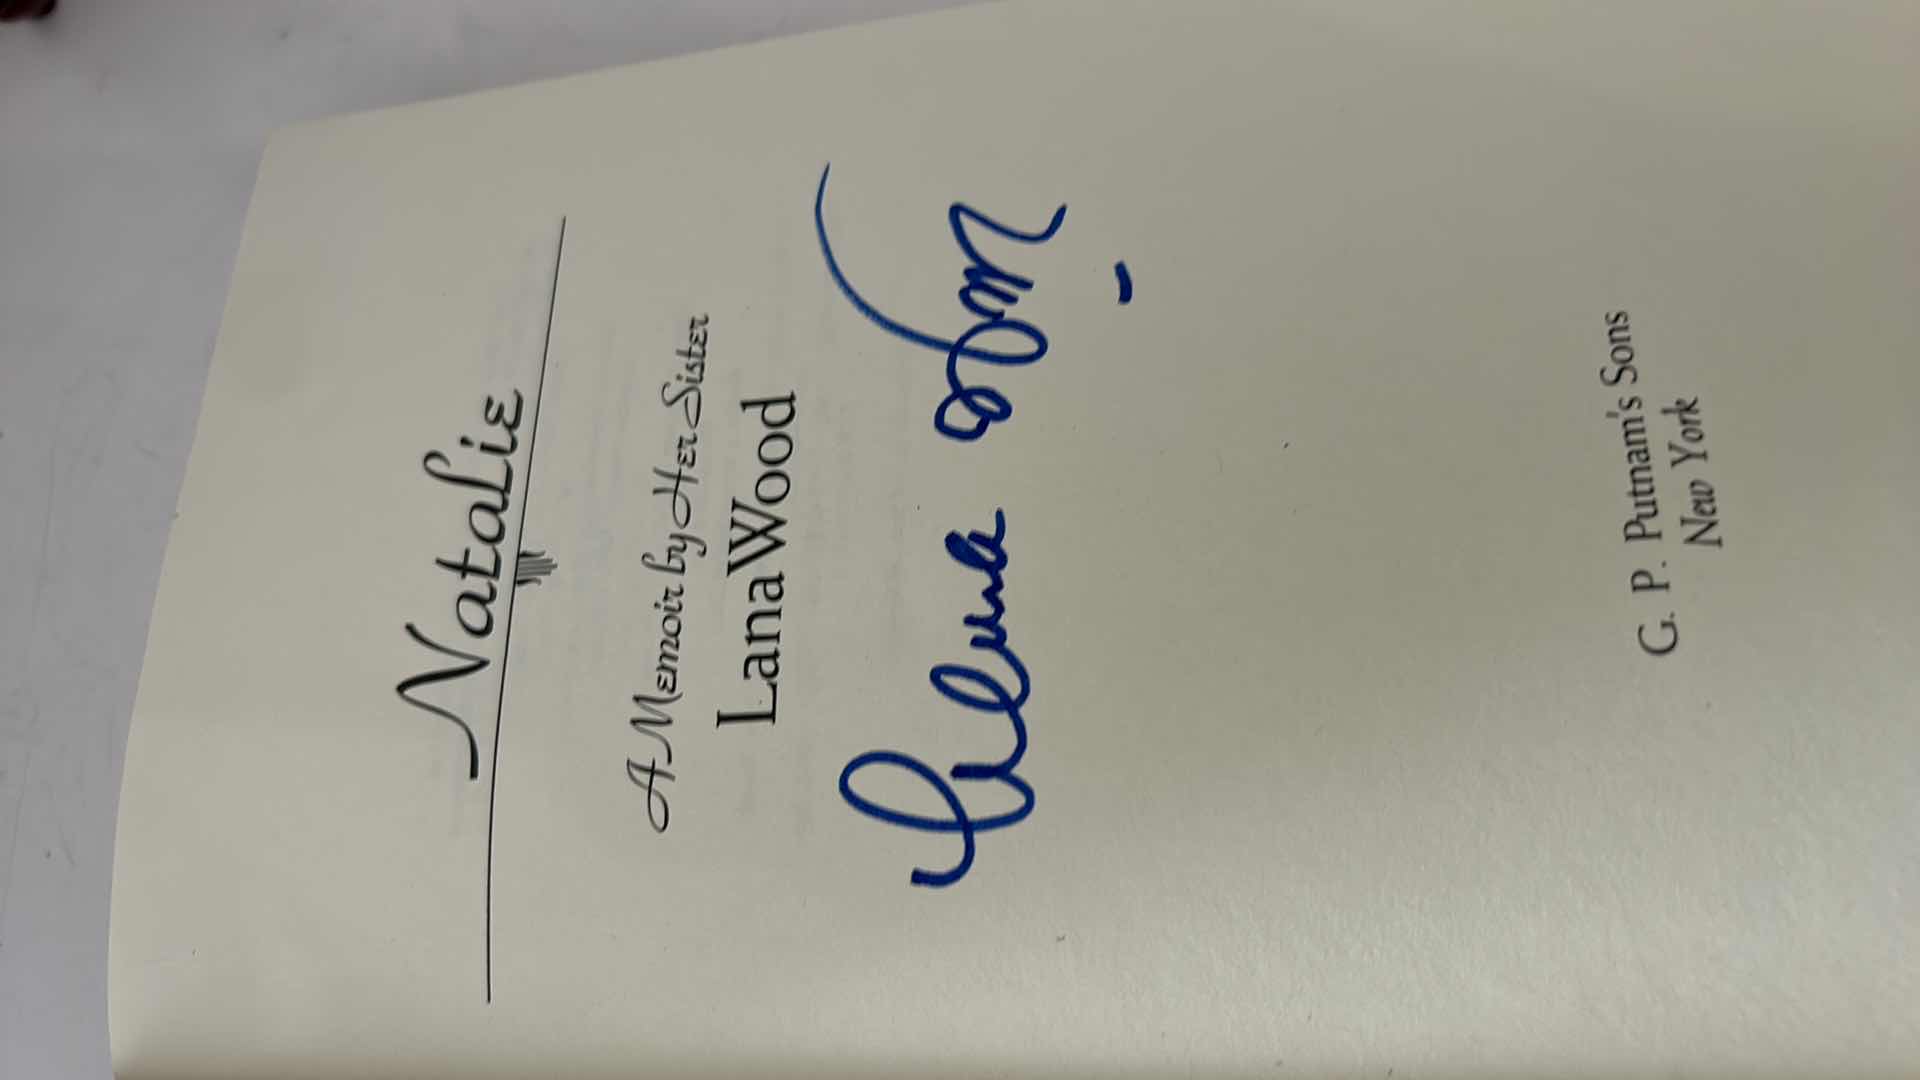 Natalie
A Memoir by Her Sister
Lana Wood
G. P. Putnam's Sons
New York